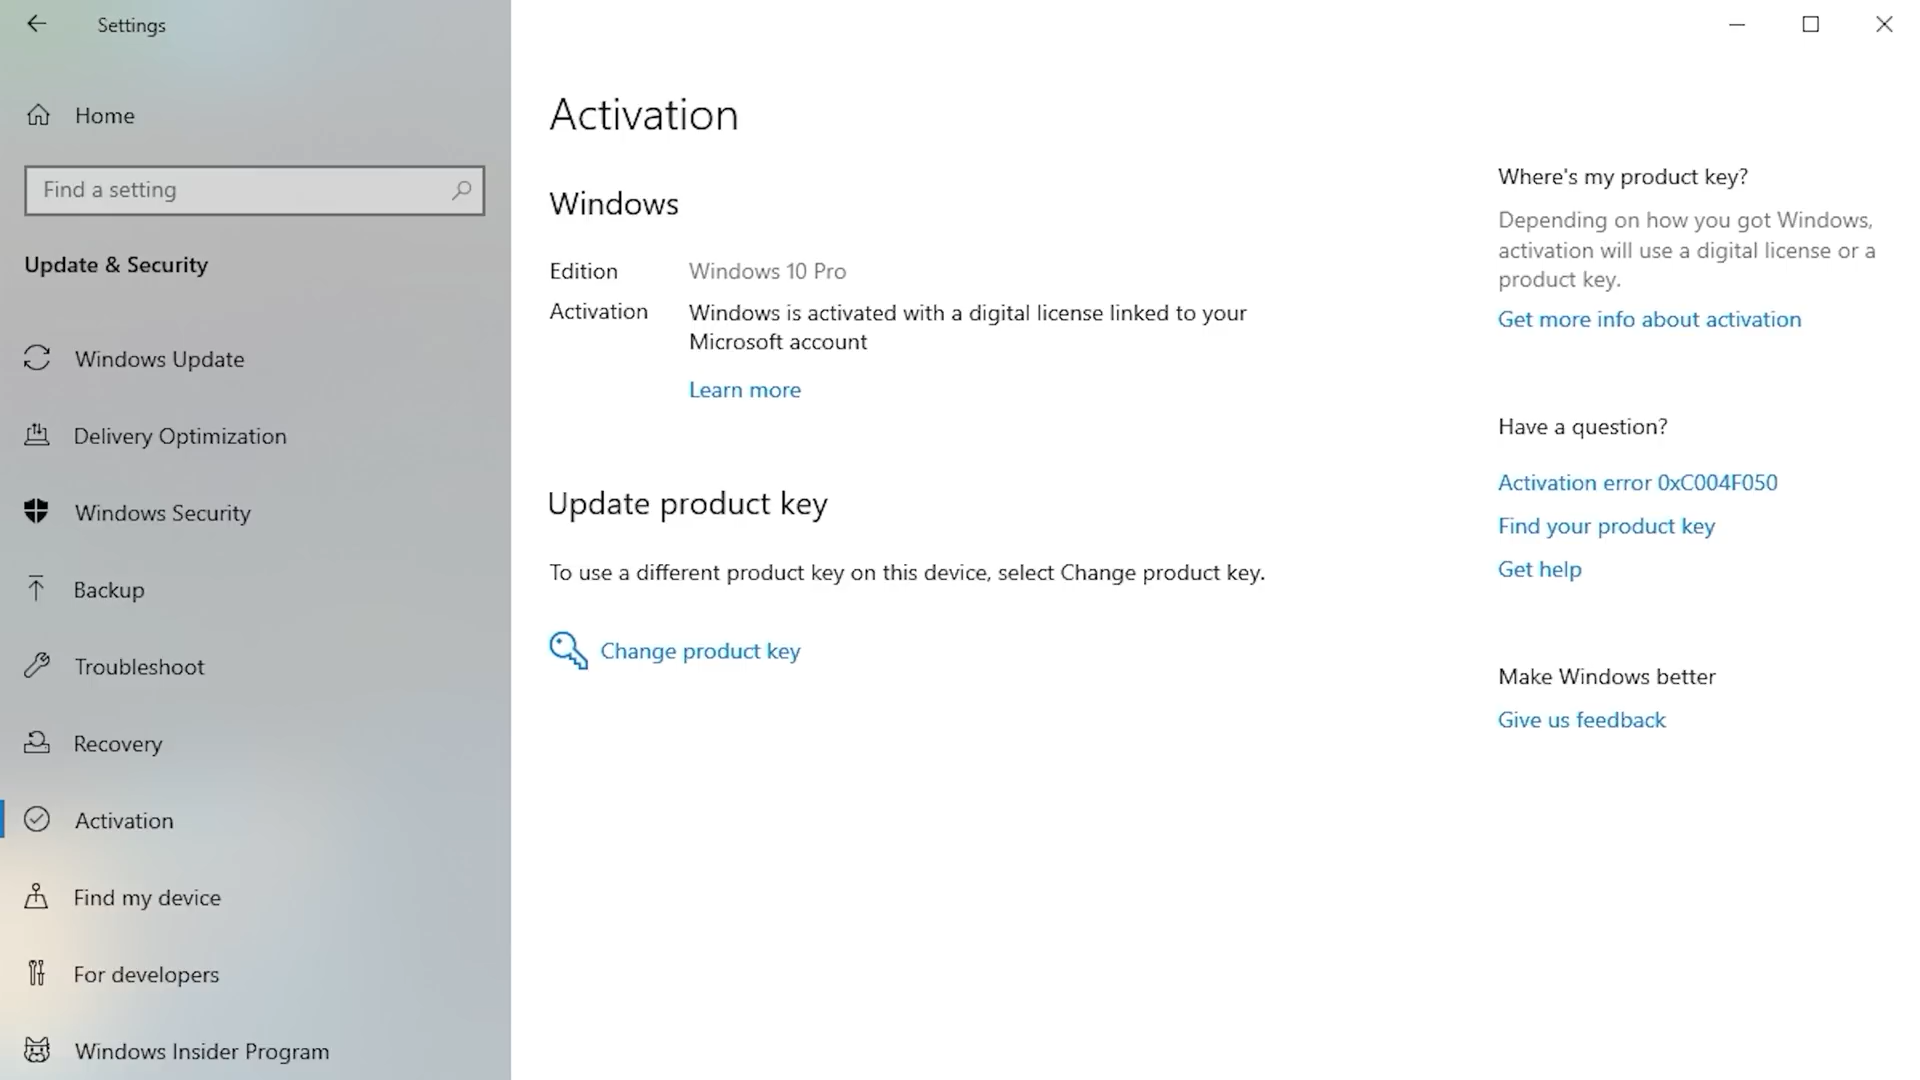 Settings
Home
Find a setting
Update & Security
Windows Update
Delivery Optimization
Windows Security
Backup
Troubleshoot
Recovery
Activation
Find my device
For developers
Windows Insider Program
Activation
Windows
Edition Windows 10 Pro
Activation Windows is activated with a digital license linked to your
Microsoft account
Learn more
Update product key
To use a different product key on this device, select Change product key.
Change product key
Where's my product key?
Depending on how you got Windows,
activation will use a digital license or a
product key.
Get more info about activation
Have a question?
Activation error 0xC004F050
Find your product key
Get help
Make Windows better
Give us feedback